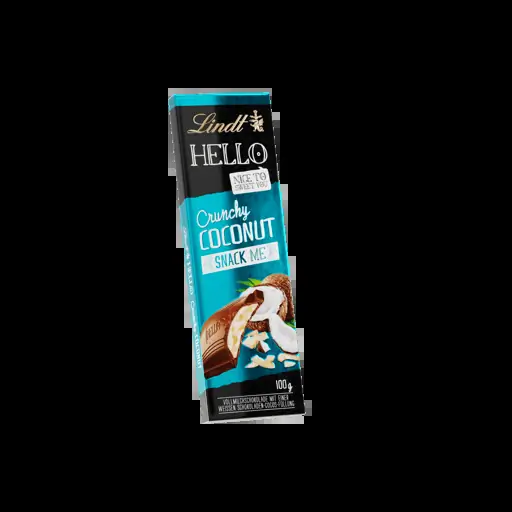 Lindt
HELLO
NICE TO
SWEET YOU
Crunchy
COCONUT
SNACK ME
100g
VOLLMILCHSCHOKOLADE MIT EINER
WEISSEN SCHOKOLADEN-COCOS-FÜLLUNG